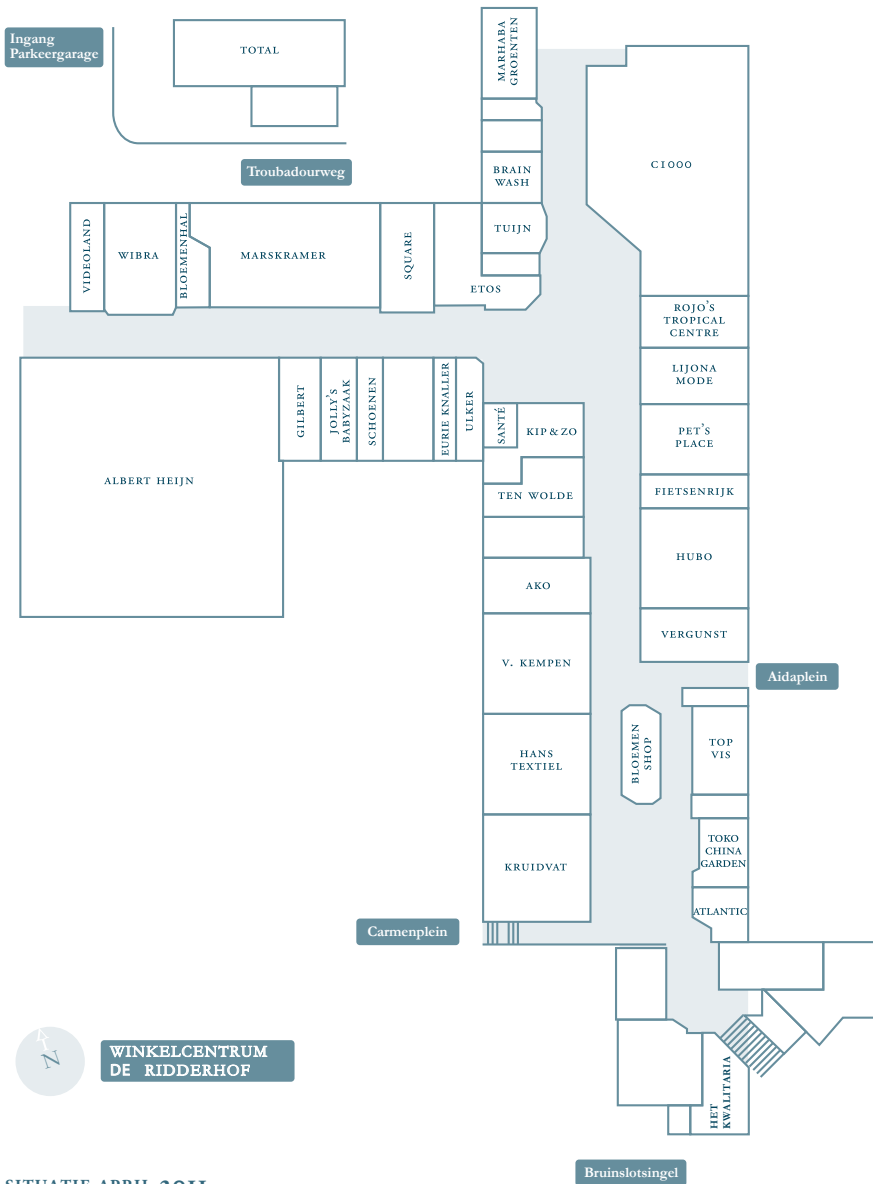 Ingang
Parkeergarage
TOTAL
MARHABA
GROENTEN
C1000
Troubadourweg
BRAIN
WASH
TUIJN
VIDEOLAND
WIBRA
BLOEMENHAL
MARSKRAMER
SQUARE
ETOS
ROJO'S
TROPICAL
CENTRE
LIJONA
MODE
GILBERT
JOLLY'S
BABYZAAK
SCHOENEN
EURIE KNALLER
ULKER
SANTÉ
KIP & ZO
PET'S
PLACE
ALBERT HEIJN
TEN WOLDE
FIETSENRIJK
HUBO
AKO
VERGUNST
V. KEMPEN
Aidaplein
BLOEMEN
SHOP
TOP
VIS
HANS
TEXTIEL
TOKO
CHINA
GARDEN
KRUIDVAT
ATLANTIC
Carmenplein
N
WINKELCENTRUM
DE RIDDERHOF
HET
KWALITARIA
Bruinslotsingel
SITUATIE APRIL 2011